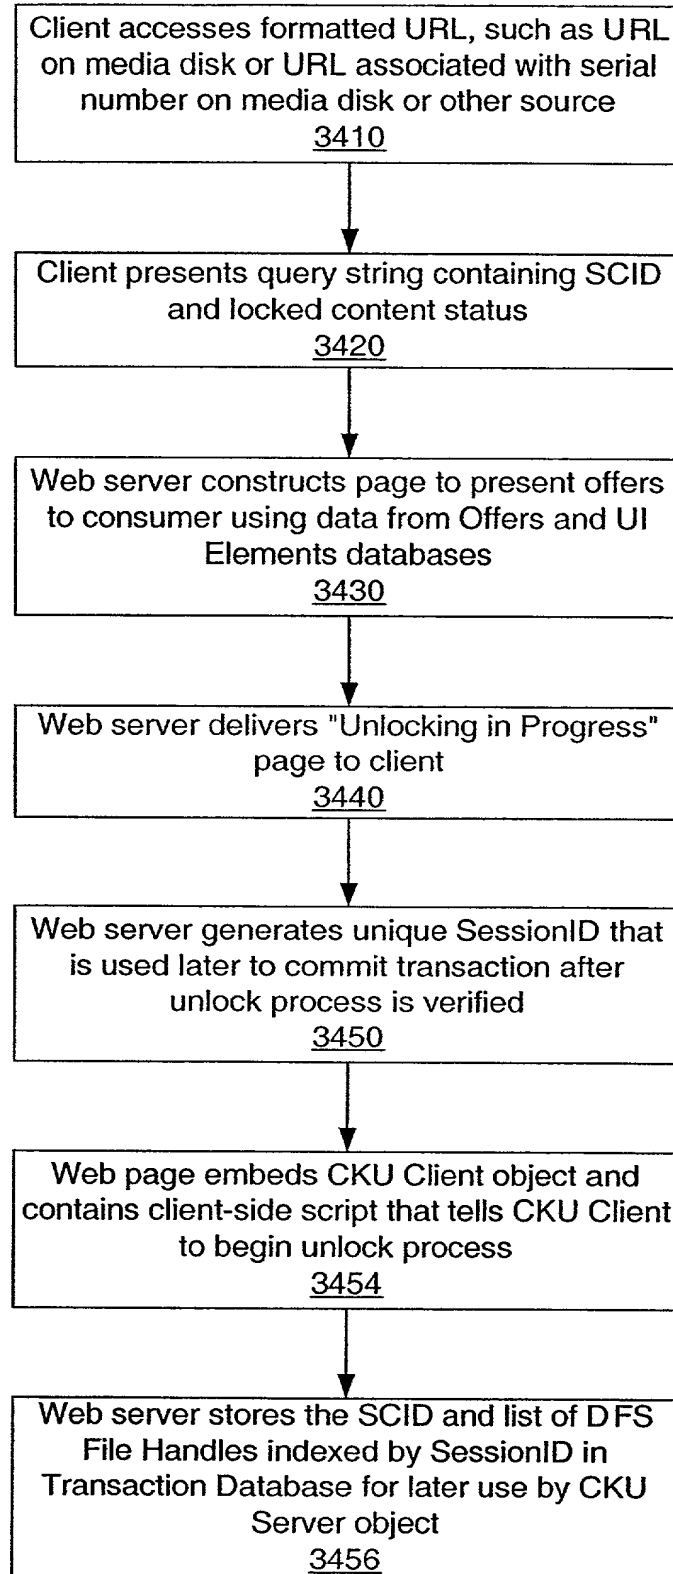 Client accesses formatted URL, such as URL
on media disk or URL associated with serial
number on media disk or other source
3410
Client presents query string containing SCID
and locked content status
3420
Web server constructs page to present offers
to consumer using data from Offers and UI
Elements databases
3430
Web server delivers "Unlocking in Progress"
page to client
3440
Web server generates unique SessionID that
is used later to commit transaction after
unlock process is verified
3450
Web page embeds CKU Client object and
contains client-side script that tells CKU Client
to begin unlock process
3454
Web server stores the SCID and list of DFS
File Handles indexed by SessionID in
Transaction Database for later use by CKU
Server object
3456